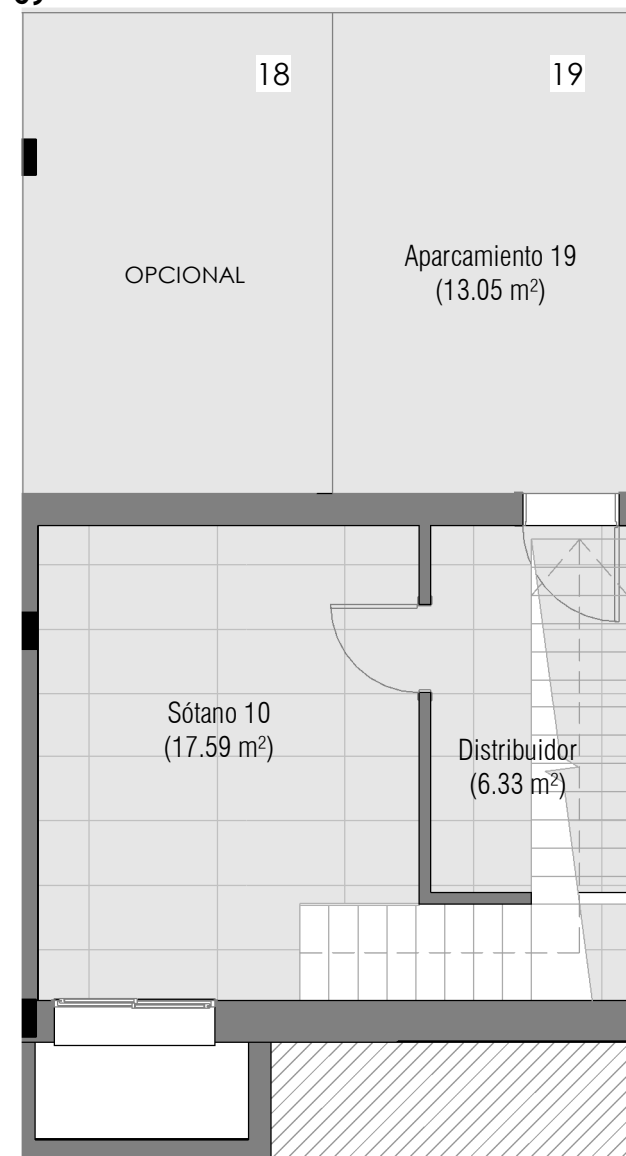 18
19
OPCIONAL
Aparcamiento 19
(13.05 m²)
Sótano 10
(17.59 m²)
Distribuidor
(6.33 m²)